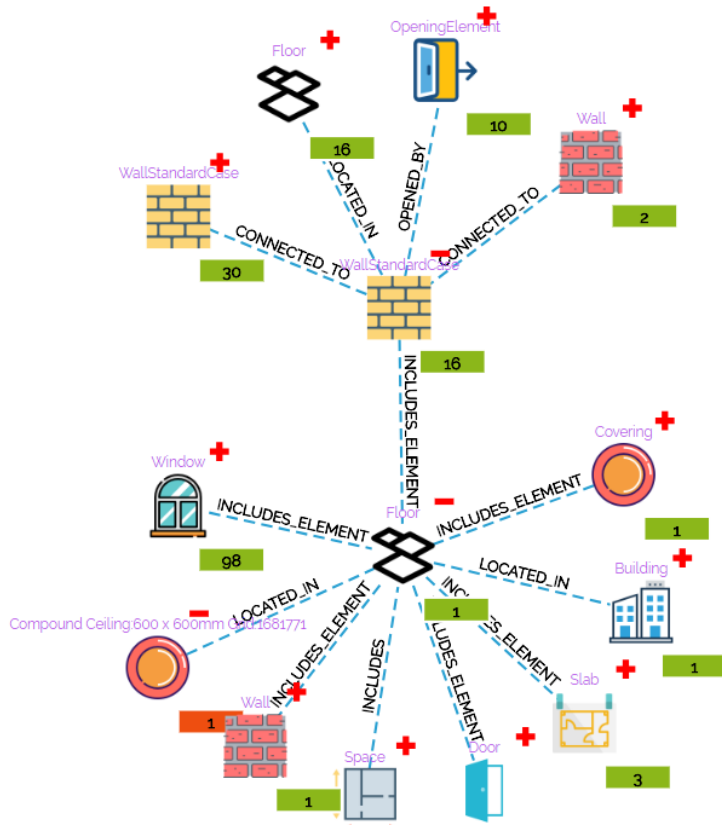 OpeningElement
Floor
10
Wall
16
LOCATED_IN
OPENED_BY
WallStandardCase
CONNECTED_TO
2
CONNECTED_TO
WallStandardCase
30
16
INCLUDES_ELEMENT
Covering
Window
INCLUDES_ELEMENT
Floor
INCLUDES_ELEMENT
1
98
LOCATED_IN
Building
LOCATED_IN
1
INCLUDES_ELEMENT
Compound Ceiling:600 x 600mm Grid:1681771
1
Slab
INCLUDES_ELEMENT
INCLUDES
Wall
1
Space
Door
3
1